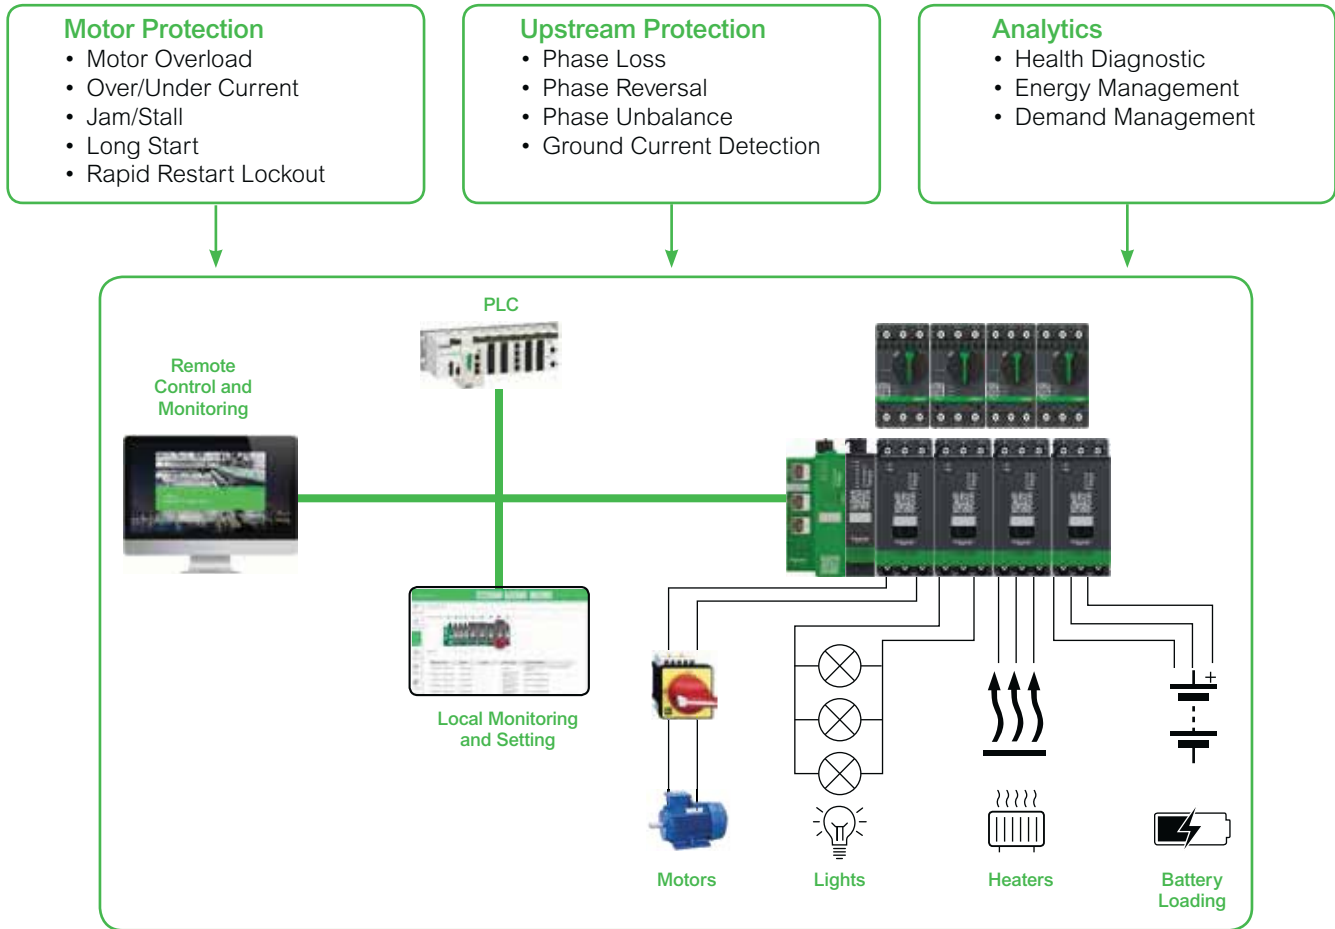 Motor Protection
• Motor Overload
• Over/Under Current
• Jam/Stall
• Long Start
• Rapid Restart Lockout
Upstream Protection
• Phase Loss
• Phase Reversal
• Phase Unbalance
• Ground Current Detection
Analytics
• Health Diagnostic
• Energy Management
• Demand Management
PLC
Remote
Control and
Monitoring
Local Monitoring
and Setting
+
Motors
Lights
Heaters
Battery
Loading